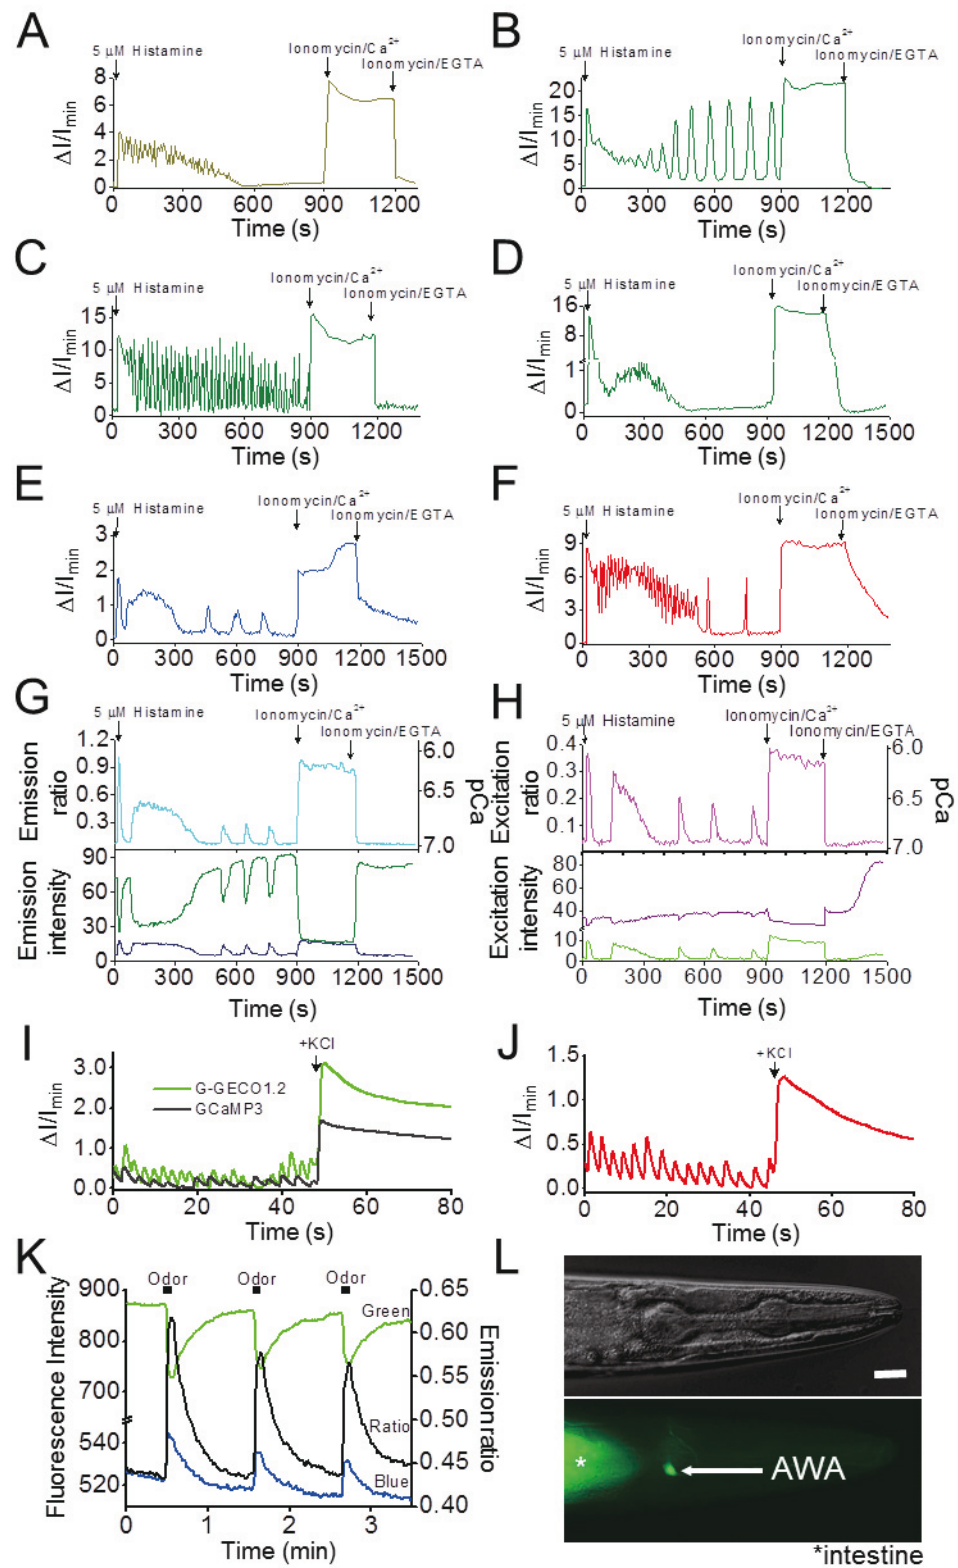 A
5 µM Histamine
Ionomycin/Ca2+
Ionomycin/EGTA
ΔI/Imin
8
6
4
2
0
0 300 600 900 1200
Time (s)
B
5 µM Histamine
Ionomycin/Ca2+
Ionomycin/EGTA
ΔI/Imin
20
15
10
5
0
0 300 600 900 1200
Time (s)
C
5 µM Histamine
Ionomycin/Ca2+
Ionomycin/EGTA
ΔI/Imin
15
10
5
0
0 300 600 900 1200
Time (s)
D
5 µM Histamine
Ionomycin/Ca2+
Ionomycin/EGTA
ΔI/Imin
16
8
1
0
0 300 600 900 1200 1500
Time (s)
E
5 µM Histamine
Ionomycin/Ca2+
Ionomycin/EGTA
ΔI/Imin
3
2
1
0
0 300 600 900 1200 1500
Time (s)
F
5 µM Histamine
Ionomycin/Ca2+
Ionomycin/EGTA
ΔI/Imin
9
6
3
0
0 300 600 900 1200
Time (s)
G
5 µM Histamine
Ionomycin/Ca2+
Ionomycin/EGTA
Emission ratio
1.2
0.9
0.6
0.3
6.0
6.5
7.0
pCa
Emission intensity
90
60
30
0
0 300 600 900 1200 1500
Time (s)
H
5 µM Histamine
Ionomycin/Ca2+
Ionomycin/EGTA
Excitation ratio
0.4
0.3
0.2
0.1
6.0
6.5
7.0
pCa
Excitation intensity
80
60
40
10
0
0 300 600 900 1200 1500
Time (s)
I
+KCl
G-GECO1.2
GCaMP3
ΔI/Imin
3.0
2.0
1.0
0.0
0 20 40 60 80
Time (s)
J
+KCl
ΔI/Imin
1.5
1.0
0.5
0.0
0 20 40 60 80
Time (s)
K
Odor Odor Odor
Green
Ratio
Blue
Fluorescence Intensity
900
800
700
540
520
0.65
0.60
0.55
0.50
0.45
0.40
Emission ratio
0 1 2 3
Time (min)
L
*
AWA
*intestine